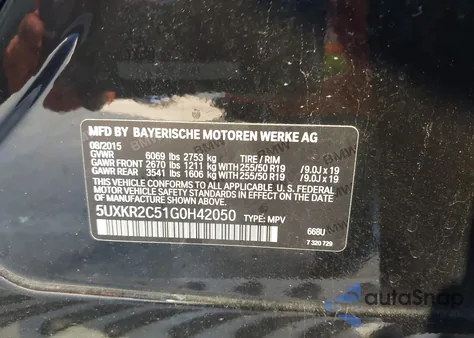 MFD BY BAYERISCHE MOTOREN WERKE AG
08/2015
GVWR 6069 lbs 2753 kg TIRE / RIM
GAWR FRONT 2670 lbs 1211 kg WITH 255/50 R19 /9.0J x 19
GAWR REAR 3541 lbs 1606 kg WITH 255/50 R19 /9.0J x 19
THIS VEHICLE CONFORMS TO ALL APPLICABLE U. S. FEDERAL
MOTOR VEHICLE SAFETY STANDARDS IN EFFECT ON THE
DATE OF MANUFACTURE SHOWN ABOVE.
5UXKR2C51G0H42050 TYPE: MPV
668U
7 320 729
autoSnap